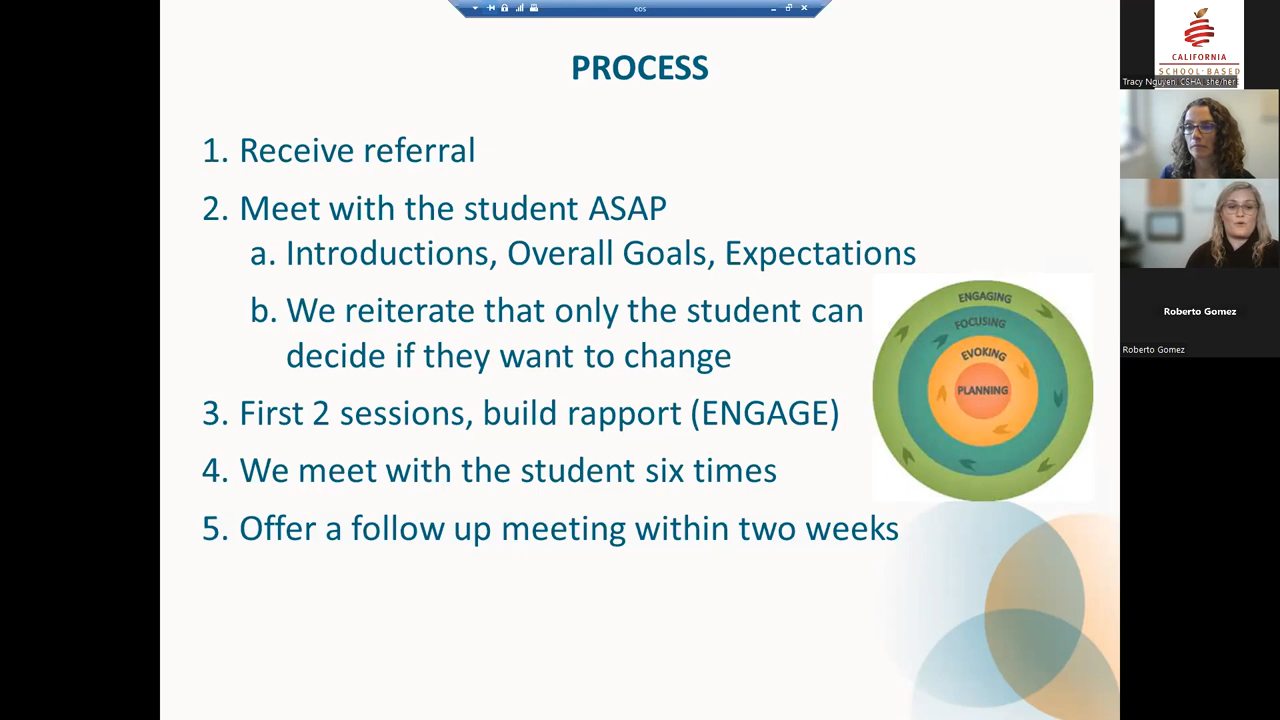 eos
PROCESS
1. Receive referral
2. Meet with the student ASAP
a. Introductions, Overall Goals, Expectations
b. We reiterate that only the student can
decide if they want to change
3. First 2 sessions, build rapport (ENGAGE)
4. We meet with the student six times
5. Offer a follow up meeting within two weeks
ENGAGING
FOCUSING
EVOKING
PLANNING
CALIFORNIA
SCHOOL-BASED
Tracy Nguyen, CSHA, she/her
Roberto Gomez
Roberto Gomez